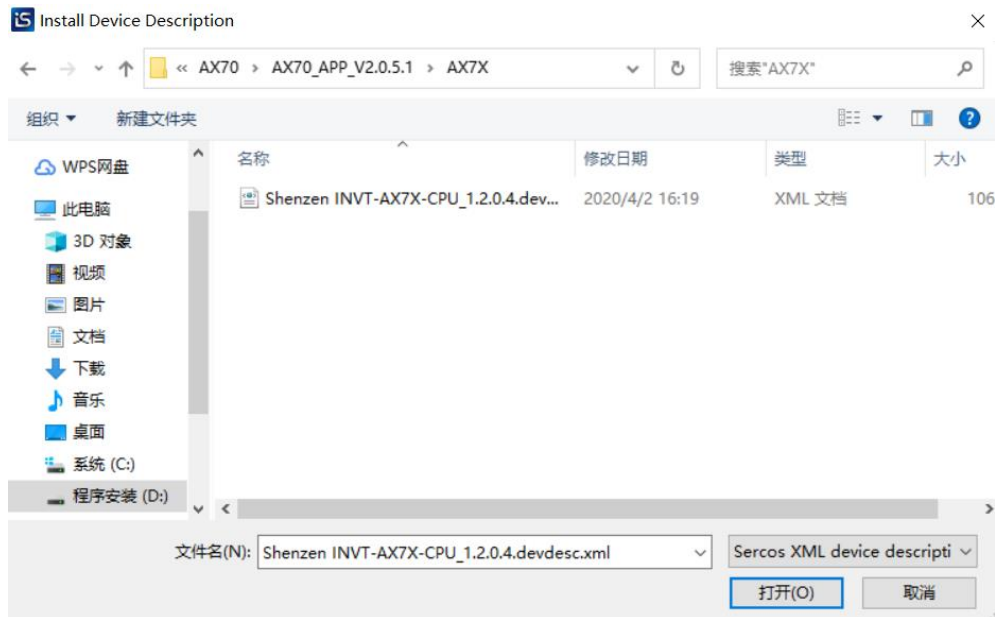 iS Install Device Description
« AX70 › AX70_APP_V2.0.5.1 › AX7X
搜索"AX7X"
组织 新建文件夹
名称 修改日期 类型 大小
Shenzen INVT-AX7X-CPU_1.2.0.4.dev... 2020/4/2 16:19 XML 文档 106
WPS网盘
此电脑
3D 对象
视频
图片
文档
下载
音乐
桌面
系统 (C:)
程序安装 (D:)
文件名(N): Shenzen INVT-AX7X-CPU_1.2.0.4.devdesc.xml Sercos XML device descripti
打开(O) 取消